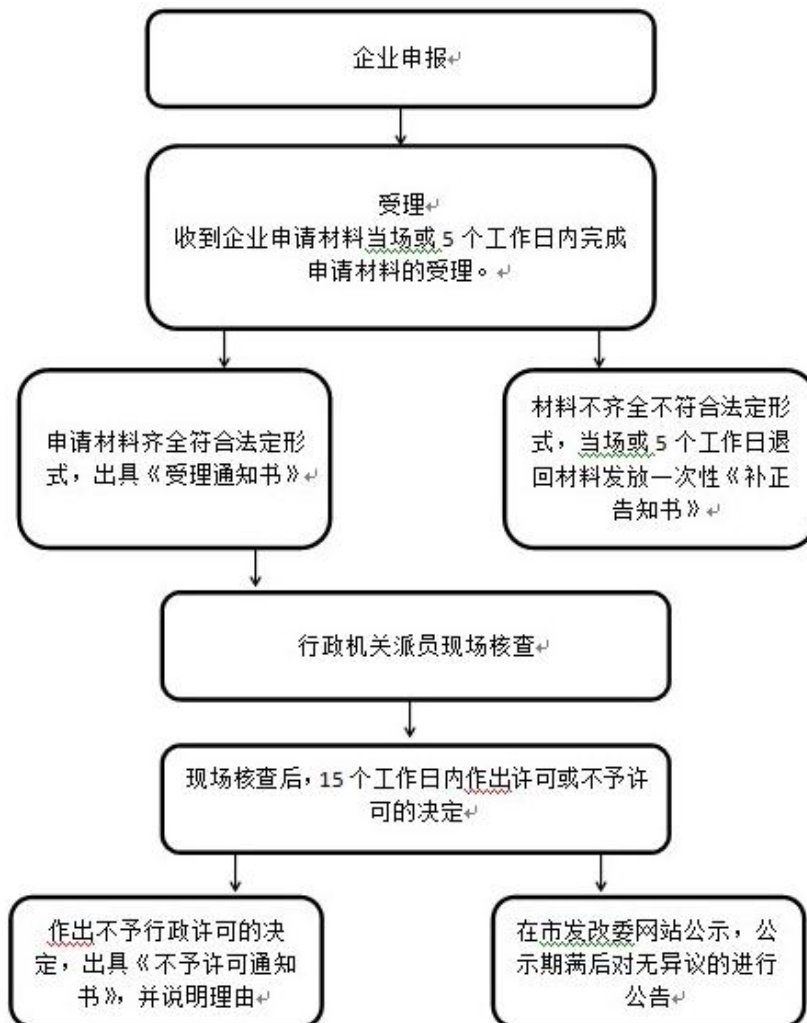 企业申报↵
受理↵
收到企业申请材料当场或 5 个工作日内完成
申请材料的受理。↵
申请材料齐全符合法定形
式，出具《受理通知书》↵
材料不齐全不符合法定形
式，当场或 5 个工作日退
回材料发放一次性《补正
告知书》↵
行政机关派员现场核查↵
现场核查后，15 个工作日内作出许可或不予许
可的决定↵
作出不予行政许可的决
定，出具《不予许可通知
书》，并说明理由↵
在市发改委网站公示，公
示期满后对无异议的进行
公告↵